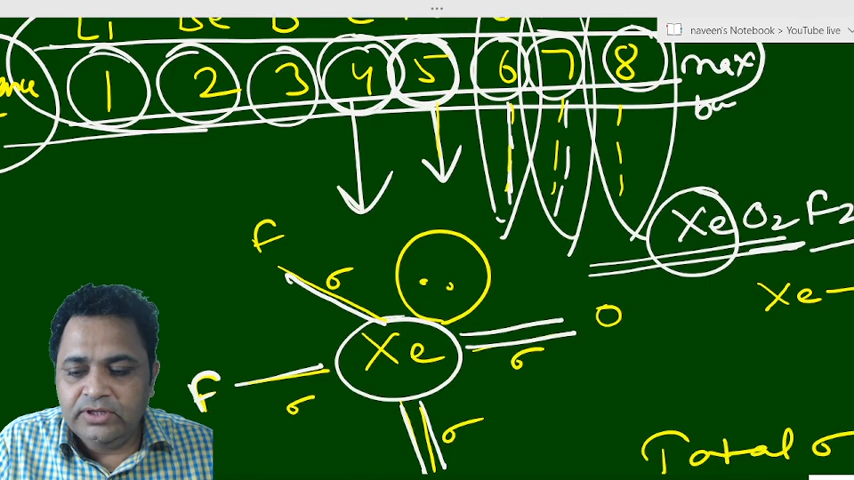 naveen's Notebook > YouTube live
Li Be B
1 2 3 4 5 6 7 8 max
XeO2F2
F σ ..
Xe –
Xe σ O
F σ
σ
Total σ